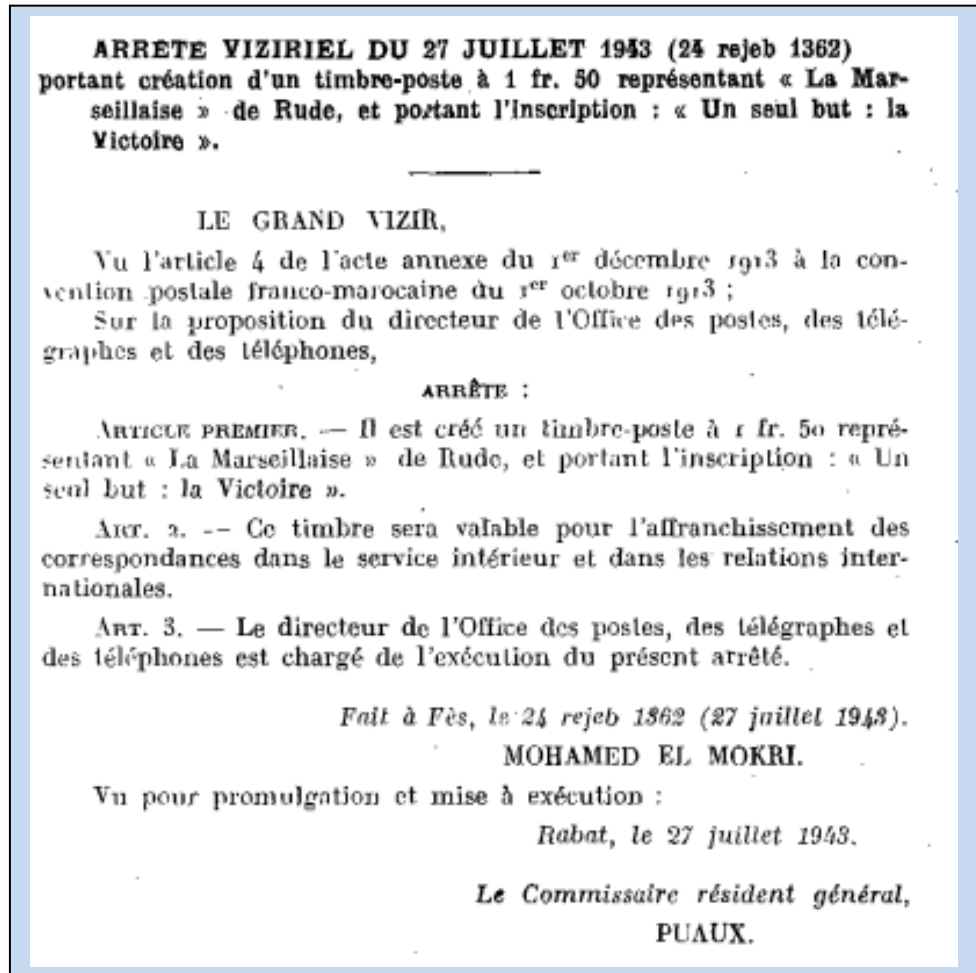 ARRÊTÉ VIZIRIEL DU 27 JUILLET 1943 (24 rejeb 1362)
portant création d'un timbre-poste à 1 fr. 50 représentant « La Mar-
seillaise » de Rude, et portant l'inscription : « Un seul but : la
Victoire ».
LE GRAND VIZIR,
Vu l'article 4 de l'acte annexe du 1er décembre 1913 à la con-
vention postale franco-marocaine du 1er octobre 1913 ;
Sur la proposition du directeur de l'Office des postes, des télé-
graphes et des téléphones,
ARRÊTE :
ARTICLE PREMIER. — Il est créé un timbre-poste à 1 fr. 50 repré-
sentant « La Marseillaise » de Rude, et portant l'inscription : « Un
seul but : la Victoire ».
ART. 2. -- Ce timbre sera valable pour l'affranchissement des
correspondances dans le service intérieur et dans les relations inter-
nationales.
ART. 3. — Le directeur de l'Office des postes, des télégraphes et
des téléphones est chargé de l'exécution du présent arrêté.
Fait à Fès, le 24 rejeb 1362 (27 juillet 1943).
MOHAMED EL MOKRI.
Vu pour promulgation et mise à exécution :
Rabat, le 27 juillet 1943.
Le Commissaire résident général,
PUAUX.